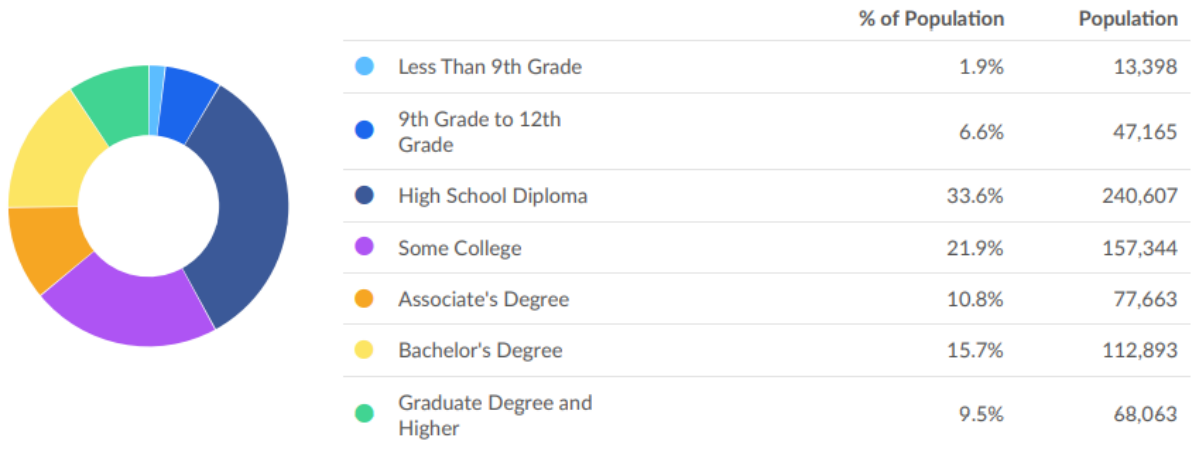 % of Population Population
Less Than 9th Grade 1.9% 13,398
9th Grade to 12th
Grade 6.6% 47,165
High School Diploma 33.6% 240,607
Some College 21.9% 157,344
Associate's Degree 10.8% 77,663
Bachelor's Degree 15.7% 112,893
Graduate Degree and
Higher 9.5% 68,063